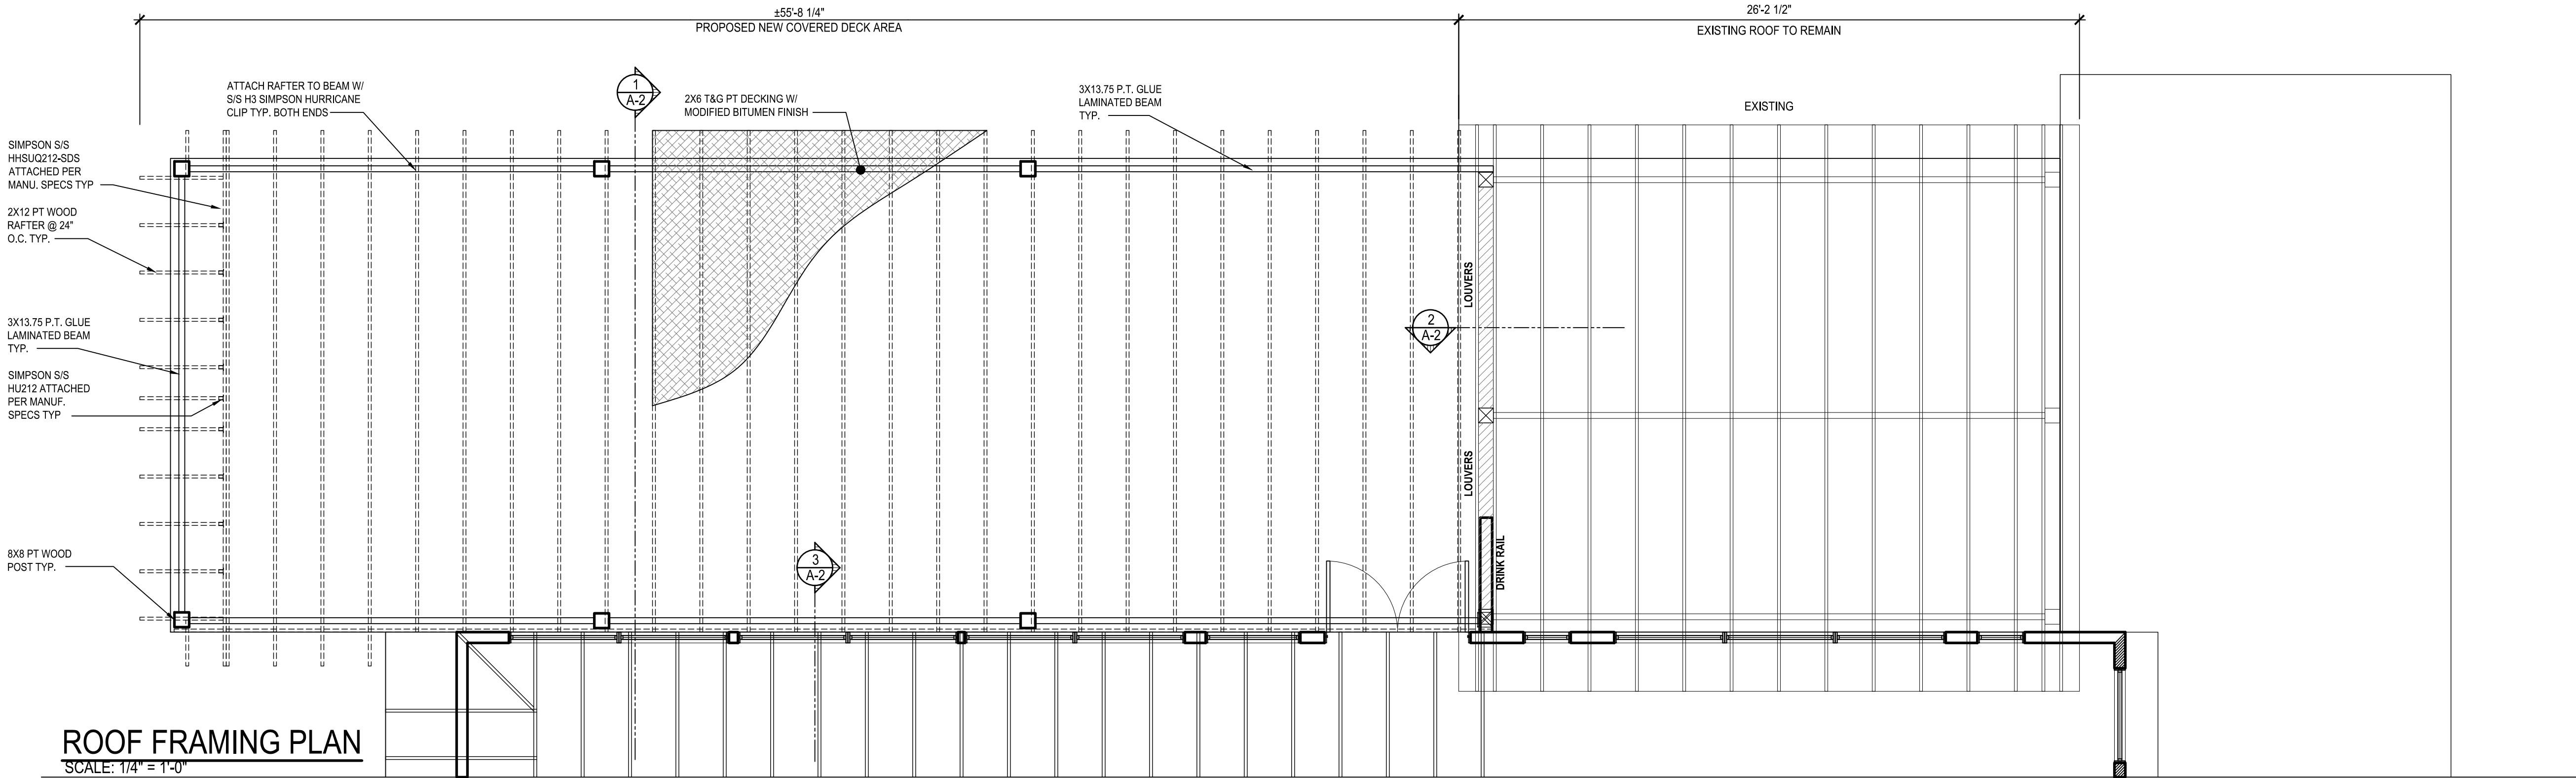 ±55'-8 1/4"
PROPOSED NEW COVERED DECK AREA
26'-2 1/2"
EXISTING ROOF TO REMAIN
ATTACH RAFTER TO BEAM W/
S/S H3 SIMPSON HURRICANE
CLIP TYP. BOTH ENDS
1
A-2
2X6 T&G PT DECKING W/
MODIFIED BITUMEN FINISH
3X13.75 P.T. GLUE
LAMINATED BEAM
TYP.
EXISTING
SIMPSON S/S
HHSUQ212-SDS
ATTACHED PER
MANU. SPECS TYP
2X12 PT WOOD
RAFTER @ 24"
O.C. TYP.
3X13.75 P.T. GLUE
LAMINATED BEAM
TYP.
SIMPSON S/S
HU212 ATTACHED
PER MANUF.
SPECS TYP
8X8 PT WOOD
POST TYP.
LOUVERS
2
A-2
LOUVERS
3
A-2
DRINK RAIL
ROOF FRAMING PLAN
SCALE: 1/4" = 1'-0"